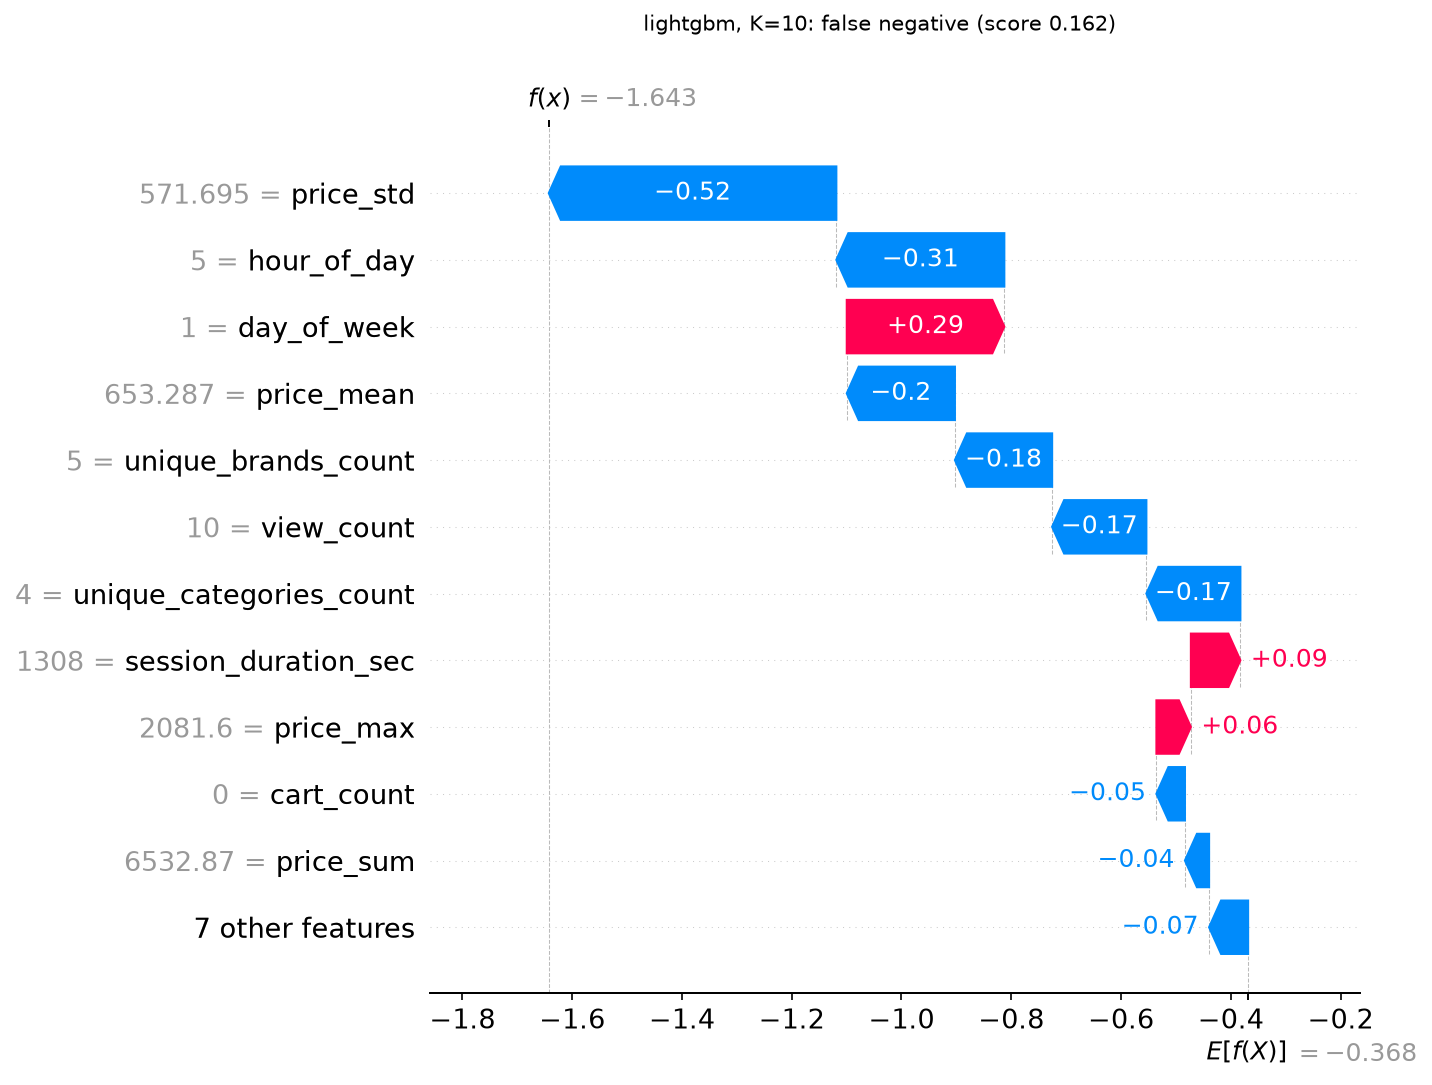 lightgbm, K=10: false negative (score 0.162)
f(x) = −1.643
571.695 = price_std −0.52
5 = hour_of_day −0.31
1 = day_of_week +0.29
653.287 = price_mean −0.2
5 = unique_brands_count −0.18
10 = view_count −0.17
4 = unique_categories_count −0.17
1308 = session_duration_sec +0.09
2081.6 = price_max +0.06
0 = cart_count −0.05
6532.87 = price_sum −0.04
7 other features −0.07
−1.8 −1.6 −1.4 −1.2 −1.0 −0.8 −0.6 −0.4 −0.2
E[f(X)] = −0.368